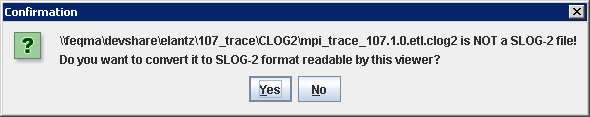 Confirmation
\\feqma\devshare\elantz\107_trace\CLOG2\mpi_trace_107.1.0.etl.clog2 is NOT a SLOG-2 file!
Do you want to convert it to SLOG-2 format readable by this viewer?
Yes No